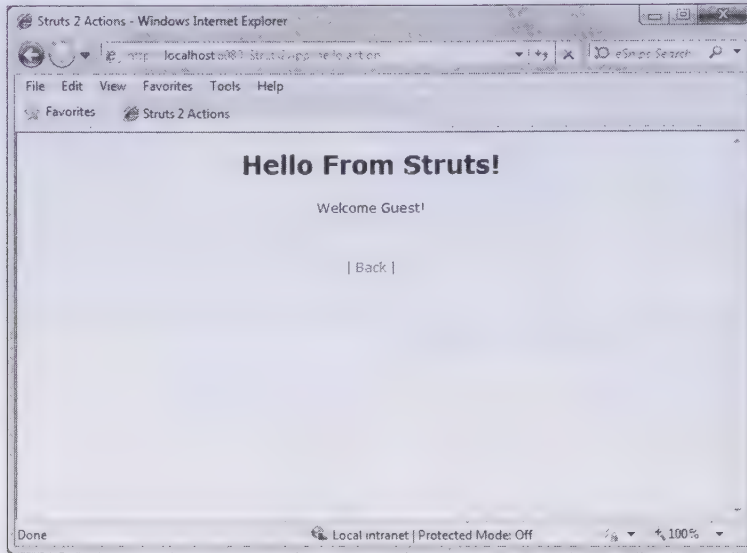 Struts 2 Actions - Windows Internet Explorer
localhost
File Edit View Favorites Tools Help
Favorites Struts 2 Actions
Hello From Struts!
Welcome Guest!
| Back |
Done Local intranet | Protected Mode: Off 100%